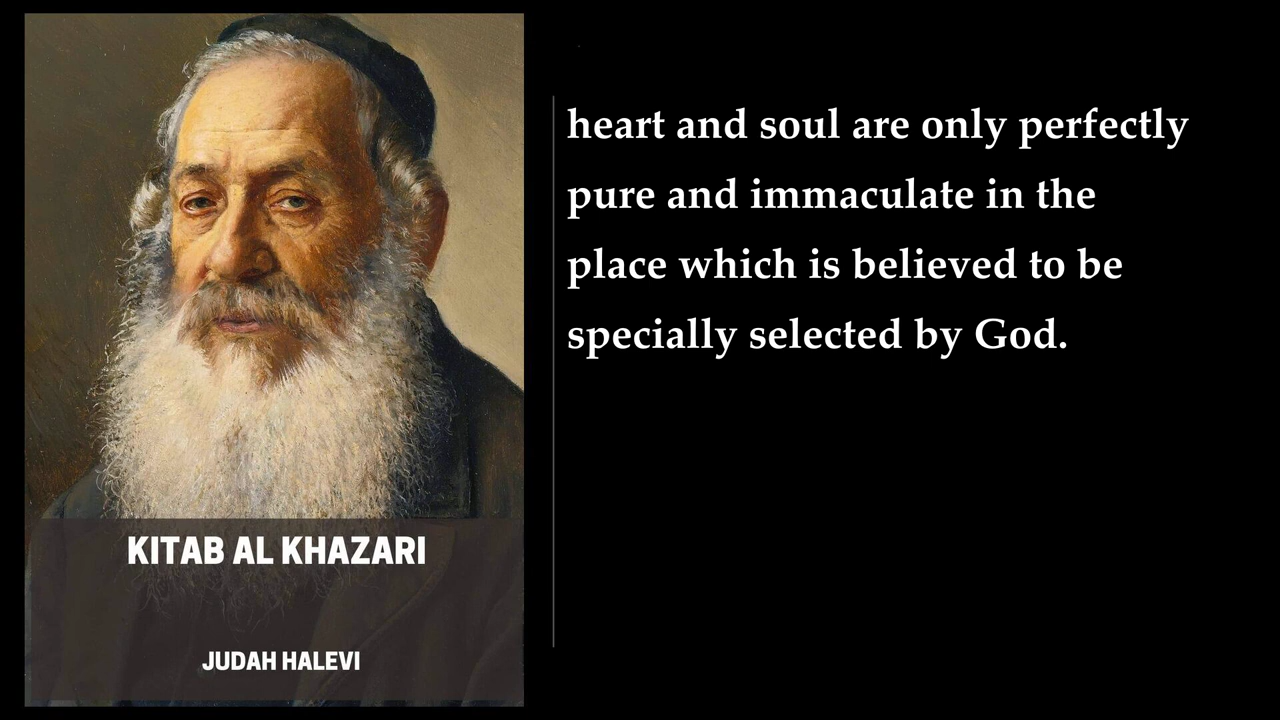 KITAB AL KHAZARI
JUDAH HALEVI
heart and soul are only perfectly
pure and immaculate in the
place which is believed to be
specially selected by God.